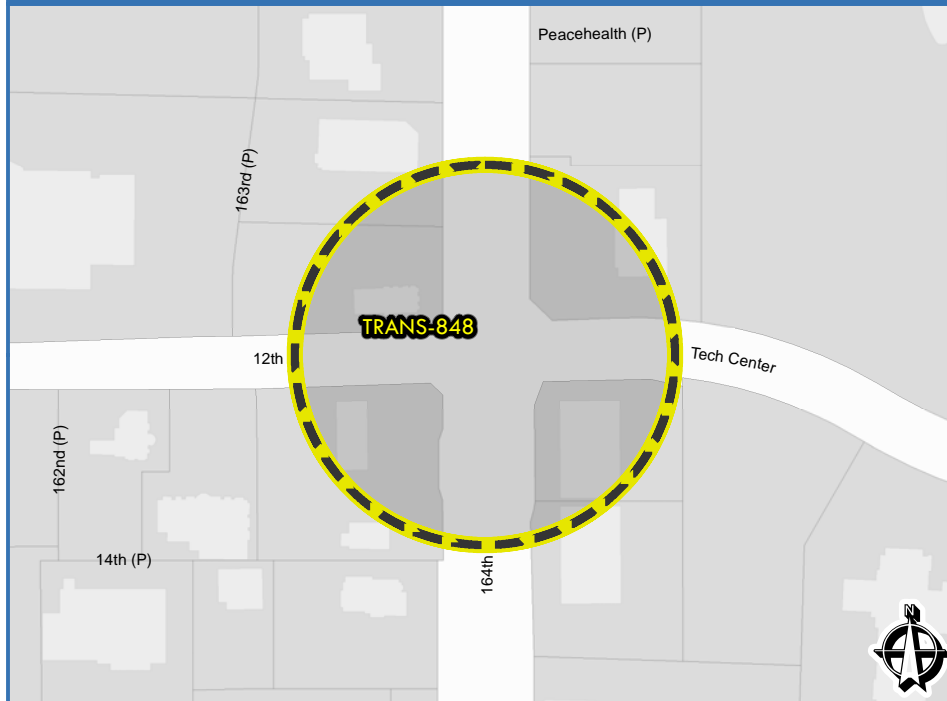 Peacehealth (P)
163rd (P)
TRANS-848
12th
Tech Center
162nd (P)
14th (P)
164th
N